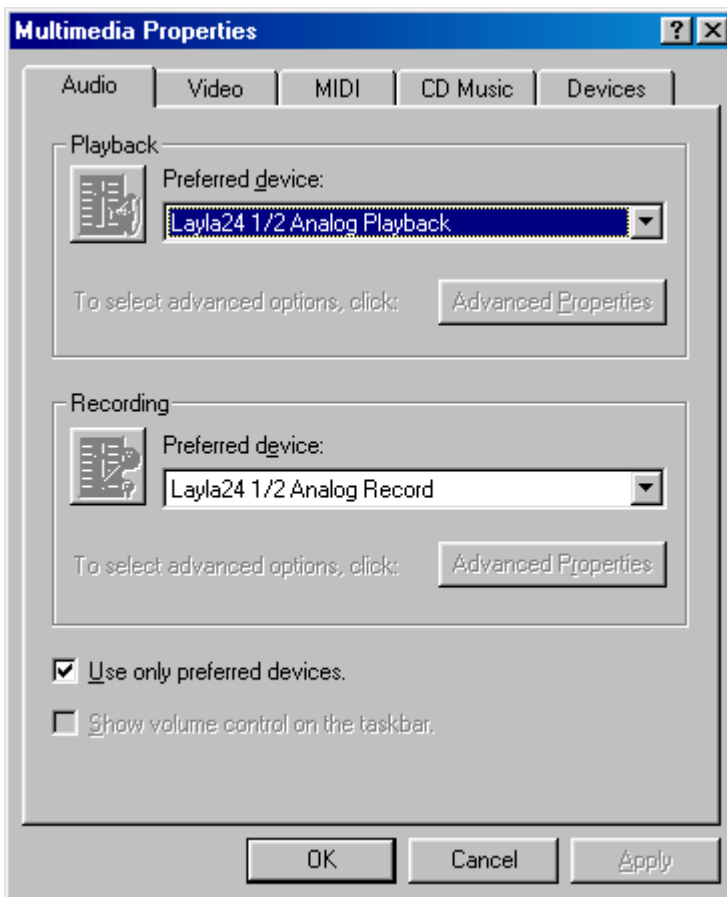 Multimedia Properties
Audio Video MIDI CD Music Devices
Playback
Preferred device:
Layla24 1/2 Analog Playback
To select advanced options, click: Advanced Properties
Recording
Preferred device:
Layla24 1/2 Analog Record
To select advanced options, click: Advanced Properties
Use only preferred devices.
Show volume control on the taskbar.
OK Cancel Apply